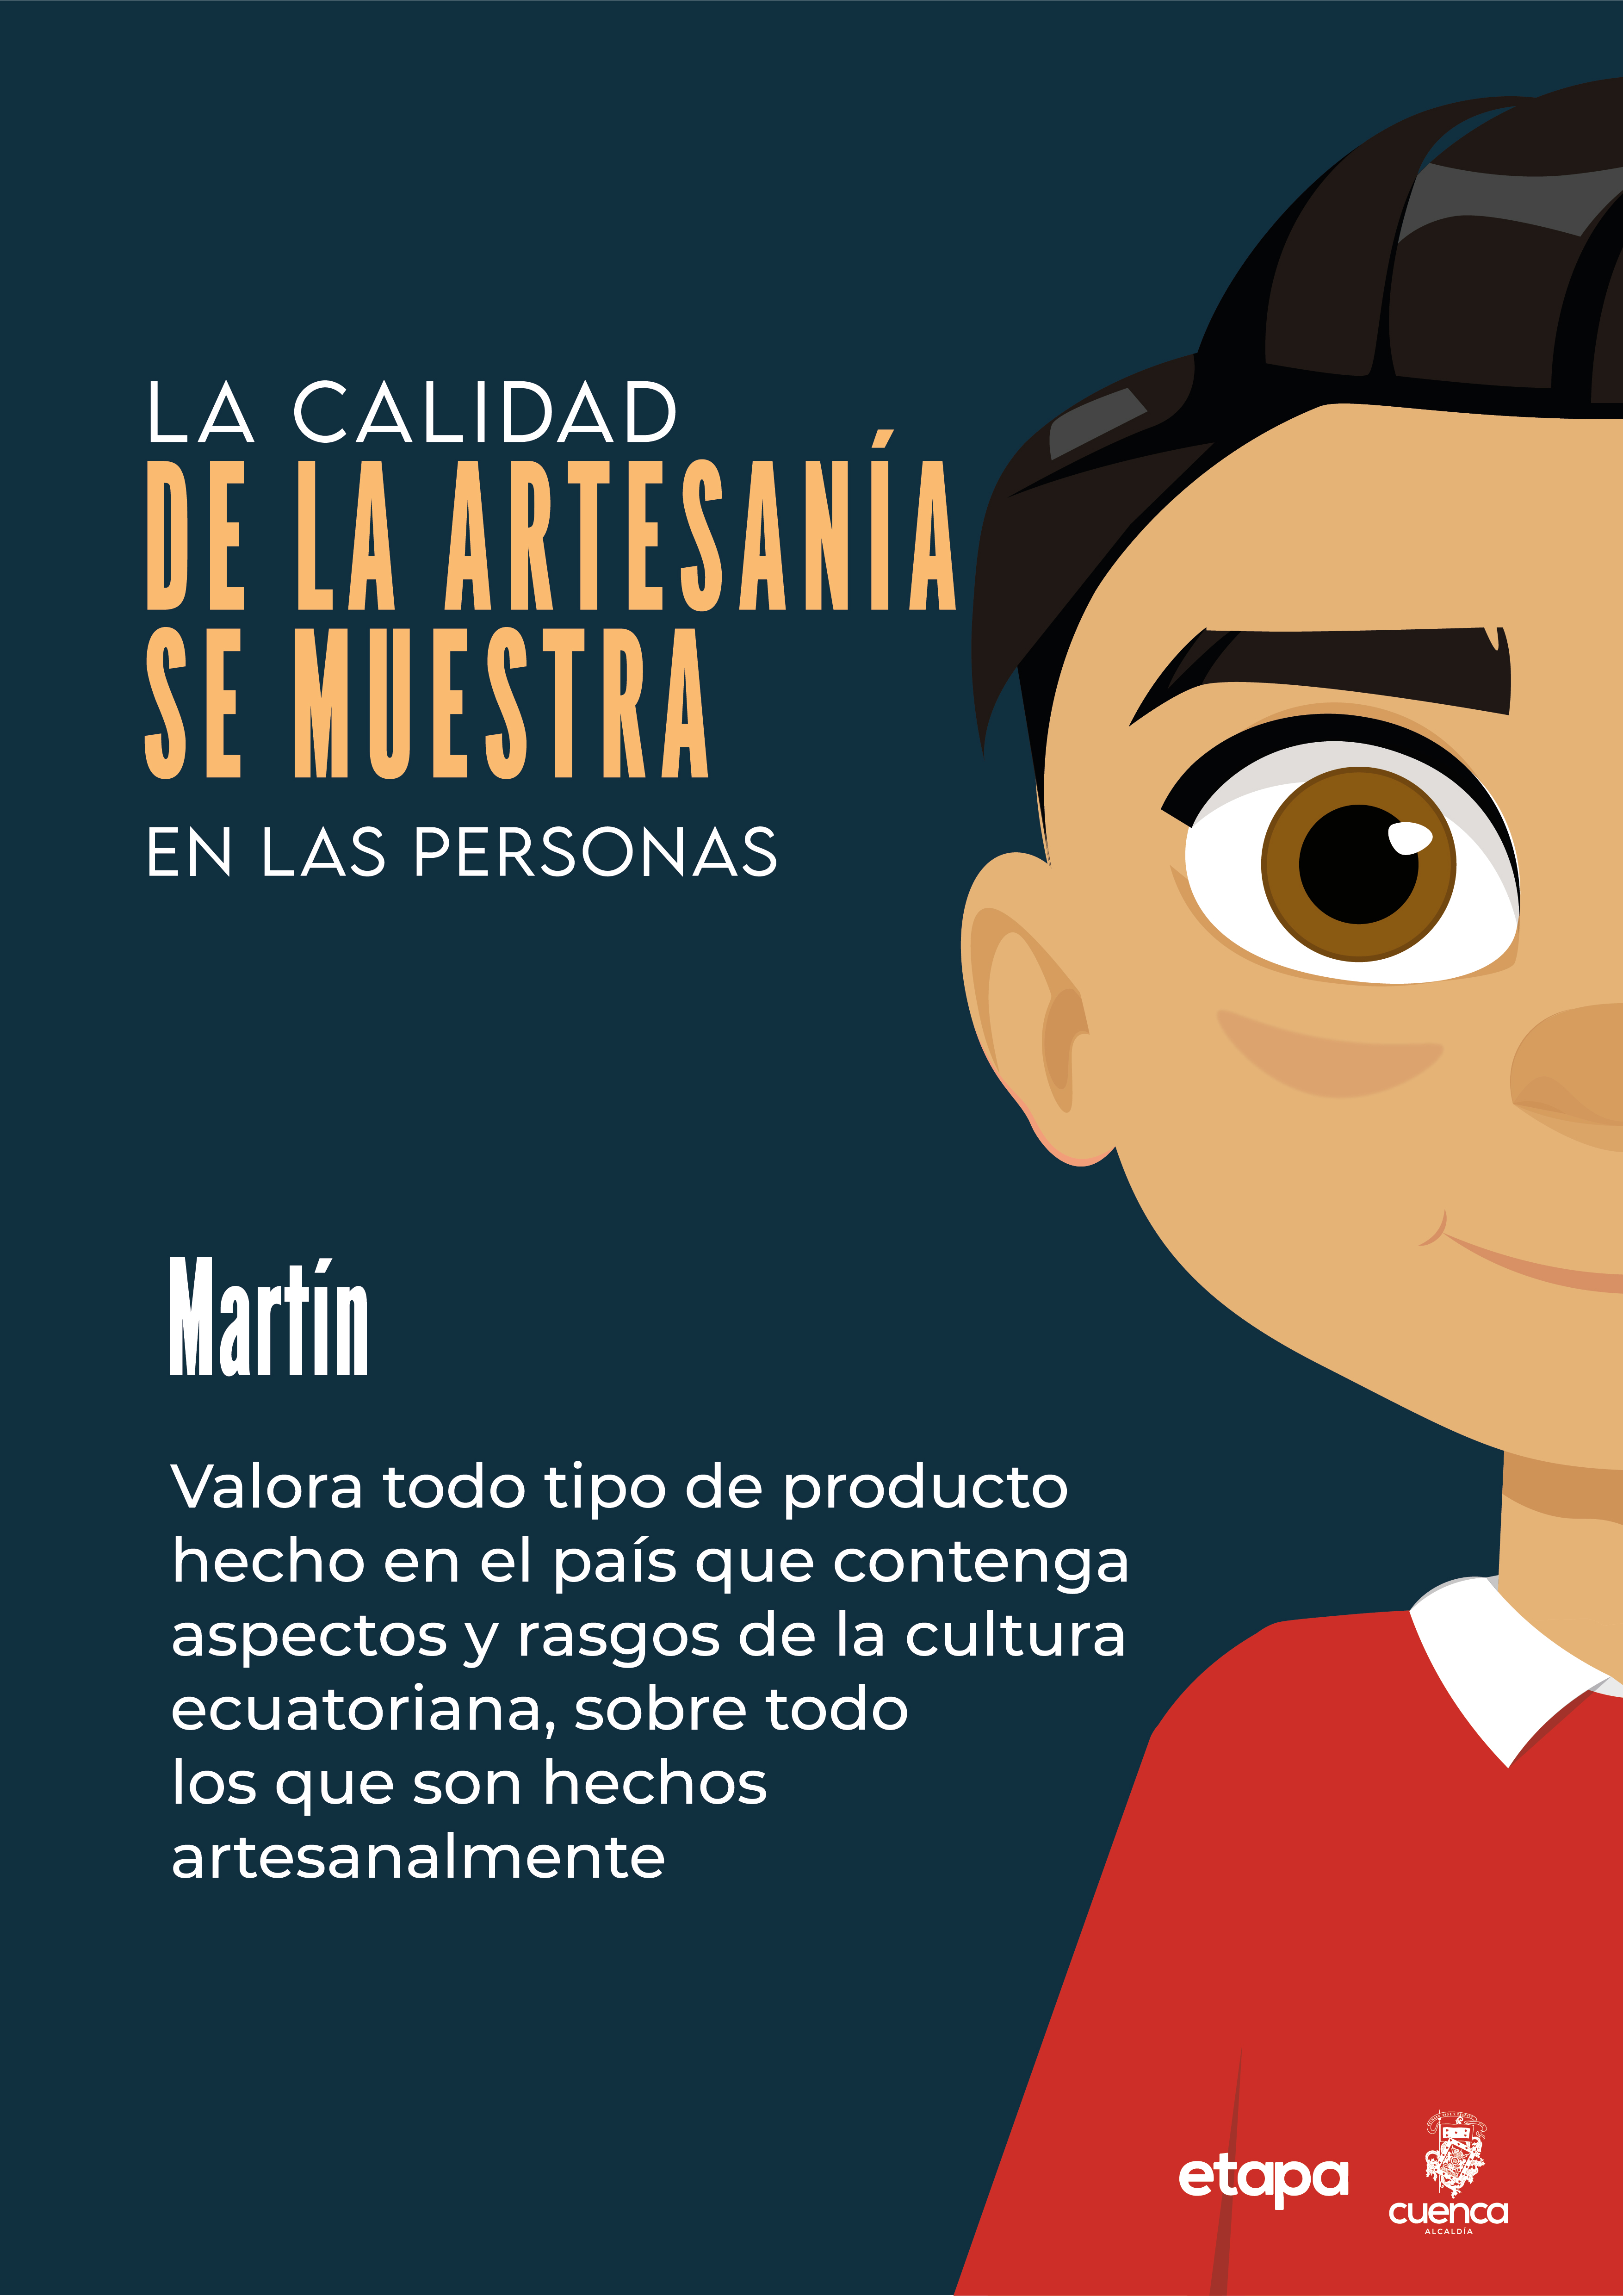 LA CALIDAD
DE LA ARTESANÍA
SE MUESTRA
EN LAS PERSONAS
Martín
Valora todo tipo de producto
hecho en el país que contenga
aspectos y rasgos de la cultura
ecuatoriana, sobre todo
los que son hechos
artesanalmente
etapa
cuenca
ALCALDÍA